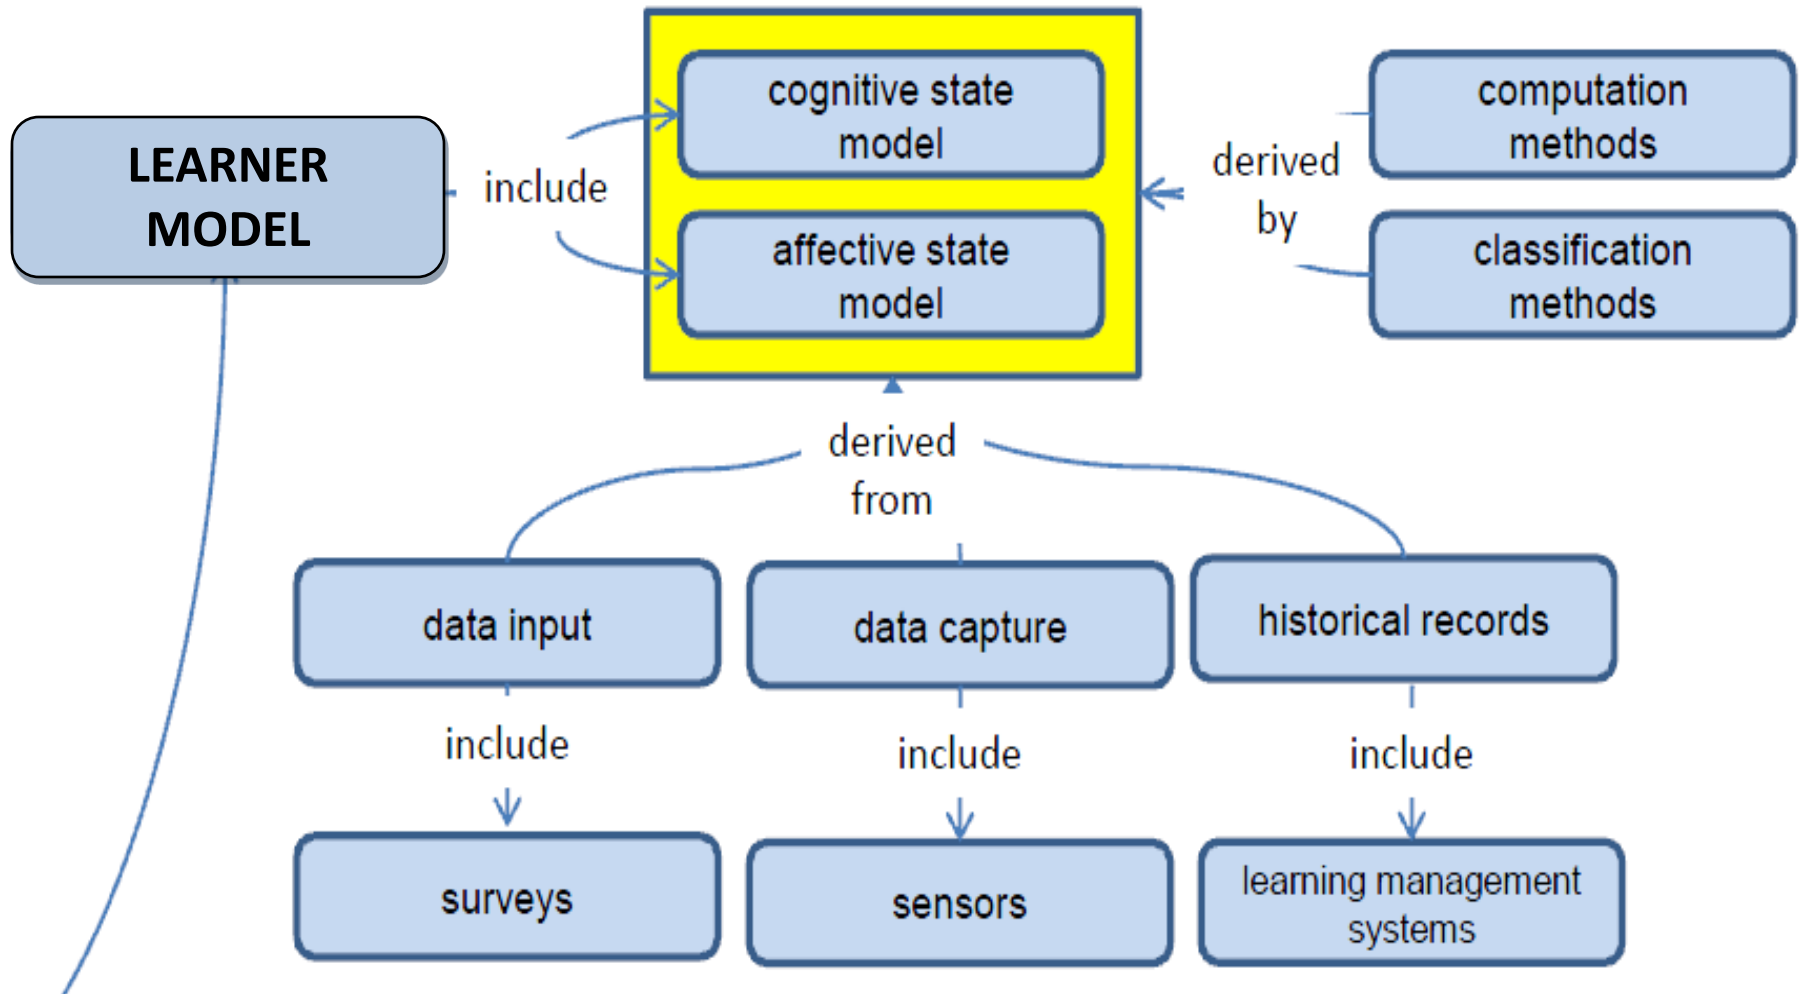 LEARNER
MODEL
include
cognitive state
model
affective state
model
derived
by
computation
methods
classification
methods
derived
from
data input
data capture
historical records
include
include
include
surveys
sensors
learning management
systems